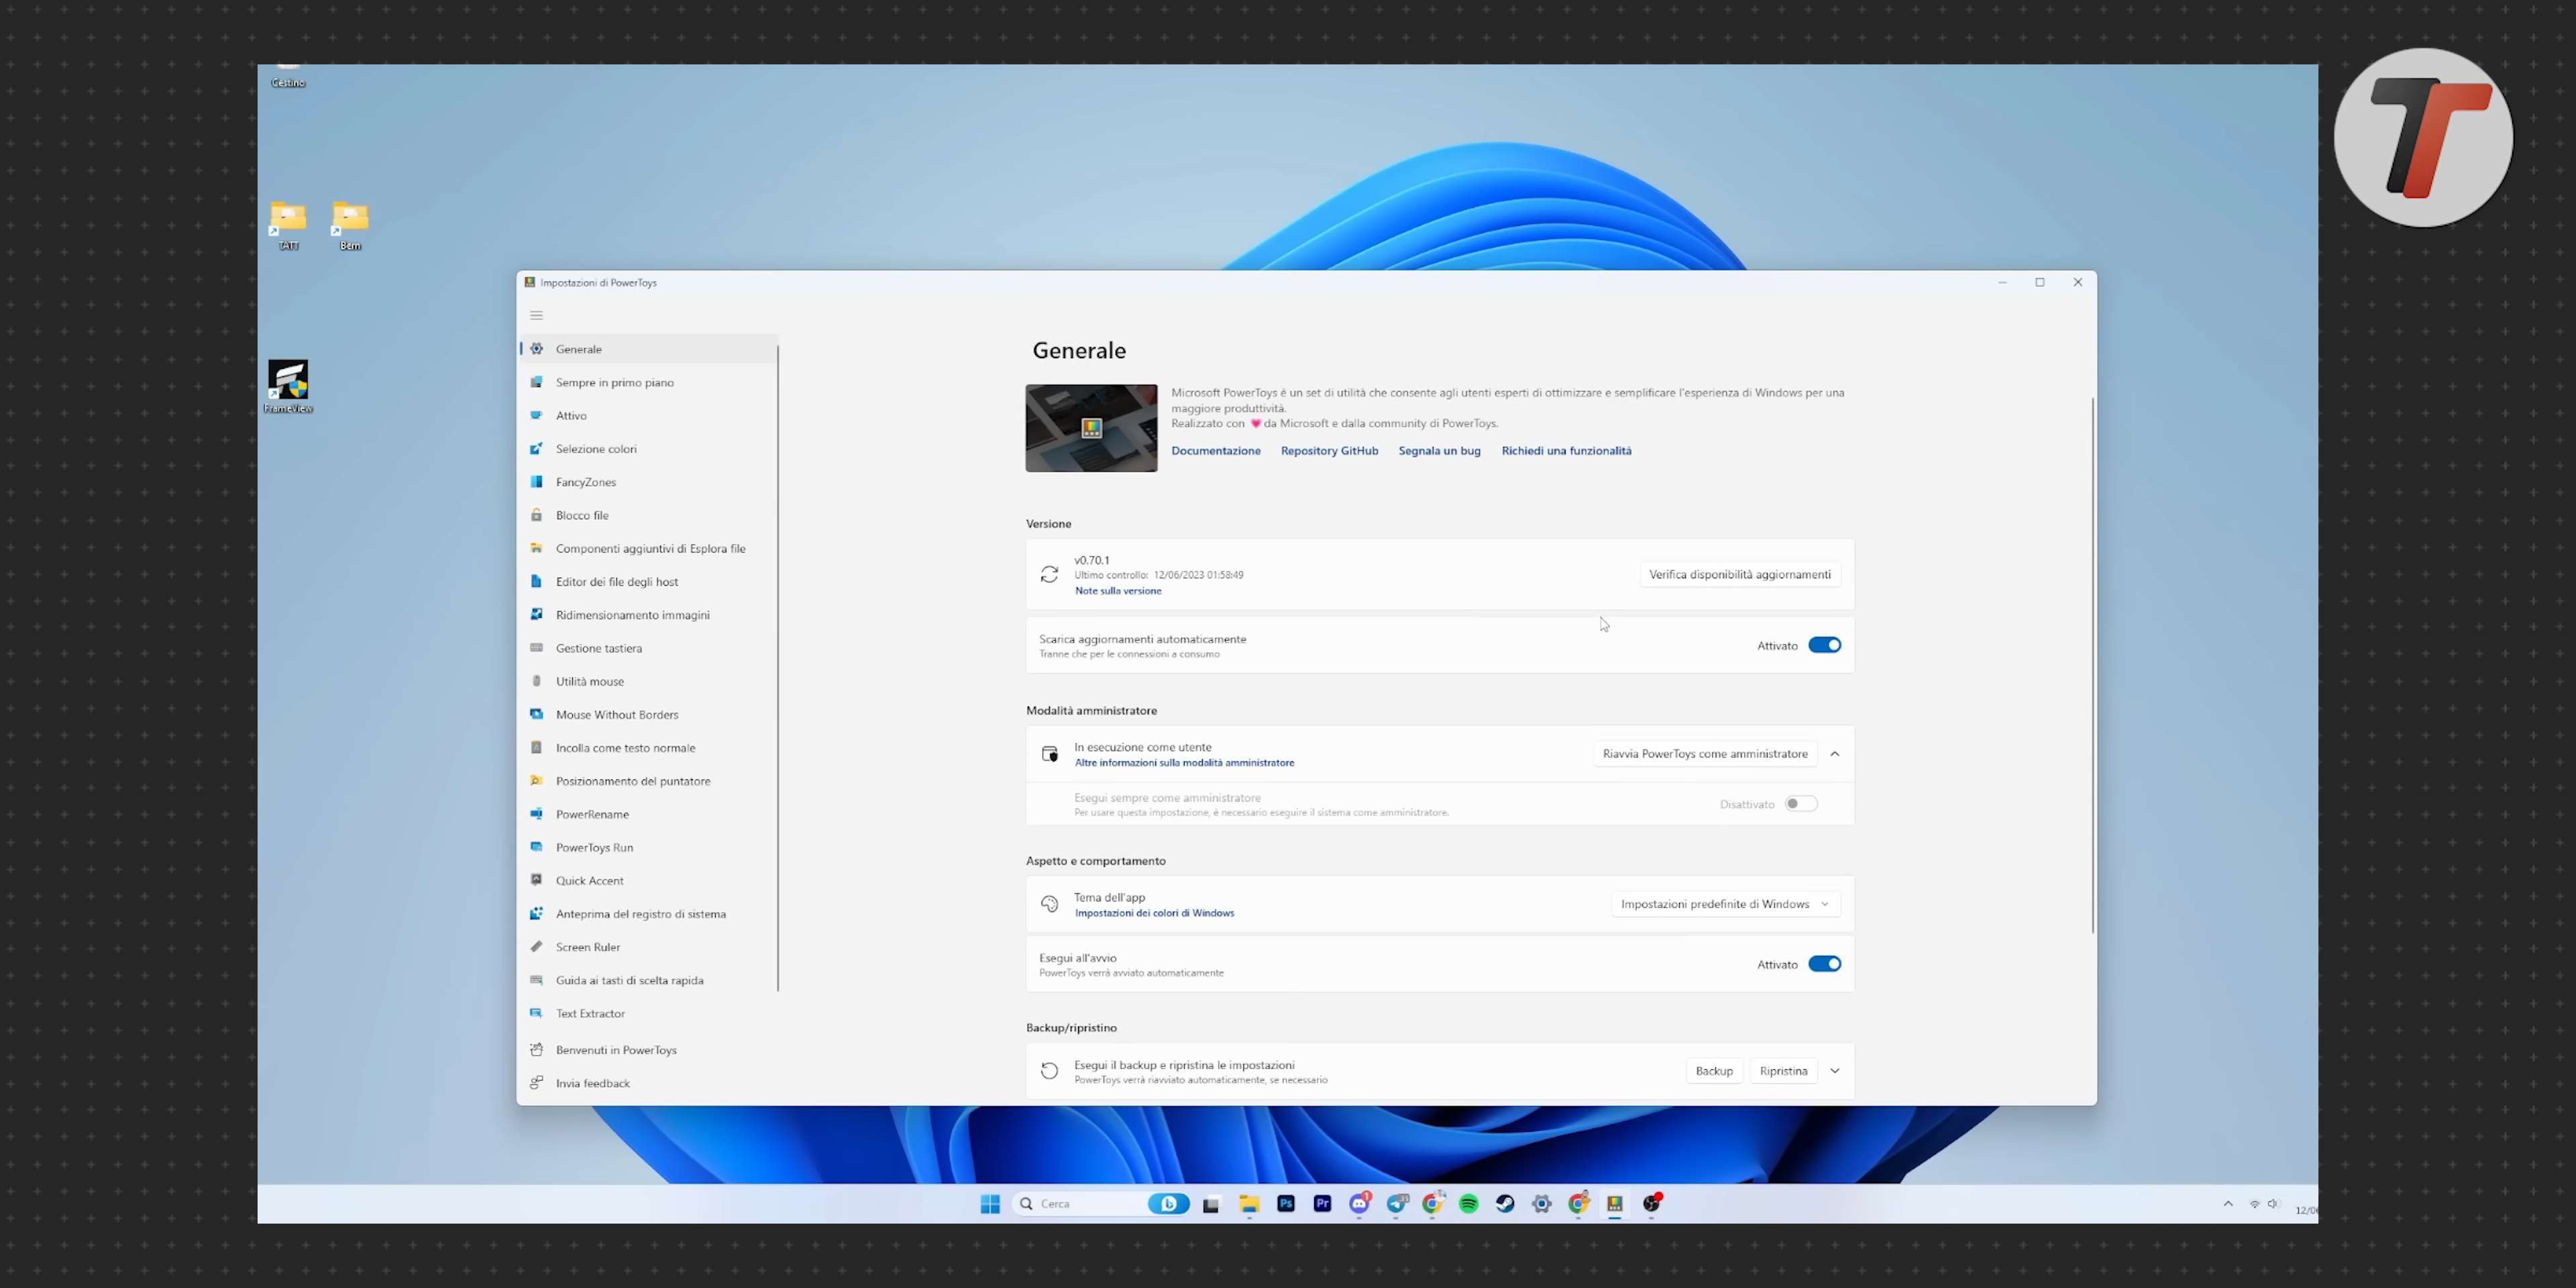 Cestino
TATT
Bem
FrameView
Impostazioni di PowerToys
Generale
Sempre in primo piano
Attivo
Selezione colori
FancyZones
Blocco file
Componenti aggiuntivi di Esplora file
Editor dei file degli host
Ridimensionamento immagini
Gestione tastiera
Utilità mouse
Mouse Without Borders
Incolla come testo normale
Posizionamento del puntatore
PowerRename
PowerToys Run
Quick Accent
Anteprima del registro di sistema
Screen Ruler
Guida ai tasti di scelta rapida
Text Extractor
Benvenuti in PowerToys
Invia feedback
Generale
Microsoft PowerToys è un set di utilità che consente agli utenti esperti di ottimizzare e semplificare l'esperienza di Windows per una
maggiore produttività.
Realizzato con 💗 da Microsoft e dalla community di PowerToys.
Documentazione Repository GitHub Segnala un bug Richiedi una funzionalità
Versione
v0.70.1
Ultimo controllo: 12/06/2023 01:58:49
Note sulla versione
Verifica disponibilità aggiornamenti
Scarica aggiornamenti automaticamente
Tranne che per le connessioni a consumo
Attivato
Modalità amministratore
In esecuzione come utente
Altre informazioni sulla modalità amministratore
Riavvia PowerToys come amministratore
Esegui sempre come amministratore
Per usare questa impostazione, è necessario eseguire il sistema come amministratore.
Disattivato
Aspetto e comportamento
Tema dell'app
Impostazioni dei colori di Windows
Impostazioni predefinite di Windows
Esegui all'avvio
PowerToys verrà avviato automaticamente
Attivato
Backup/ripristino
Esegui il backup e ripristina le impostazioni
PowerToys verrà riavviato automaticamente, se necessario
Backup Ripristina
Cerca
Ps
Pr
1
12/0